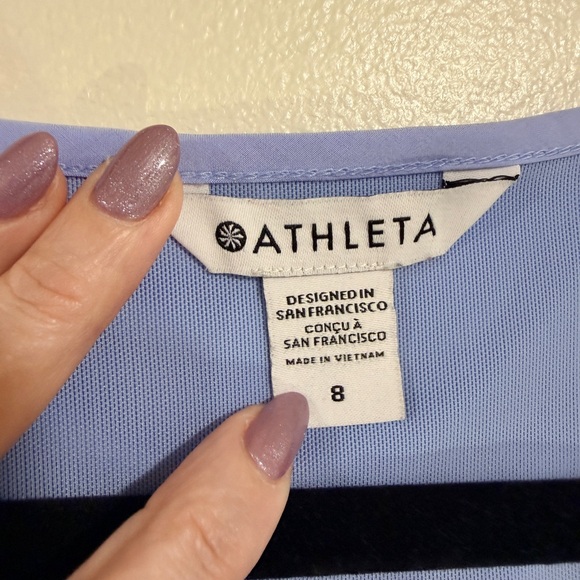 ATHLETA
DESIGNED IN
SAN FRANCISCO
CONÇU À
SAN FRANCISCO
MADE IN VIETNAM
8